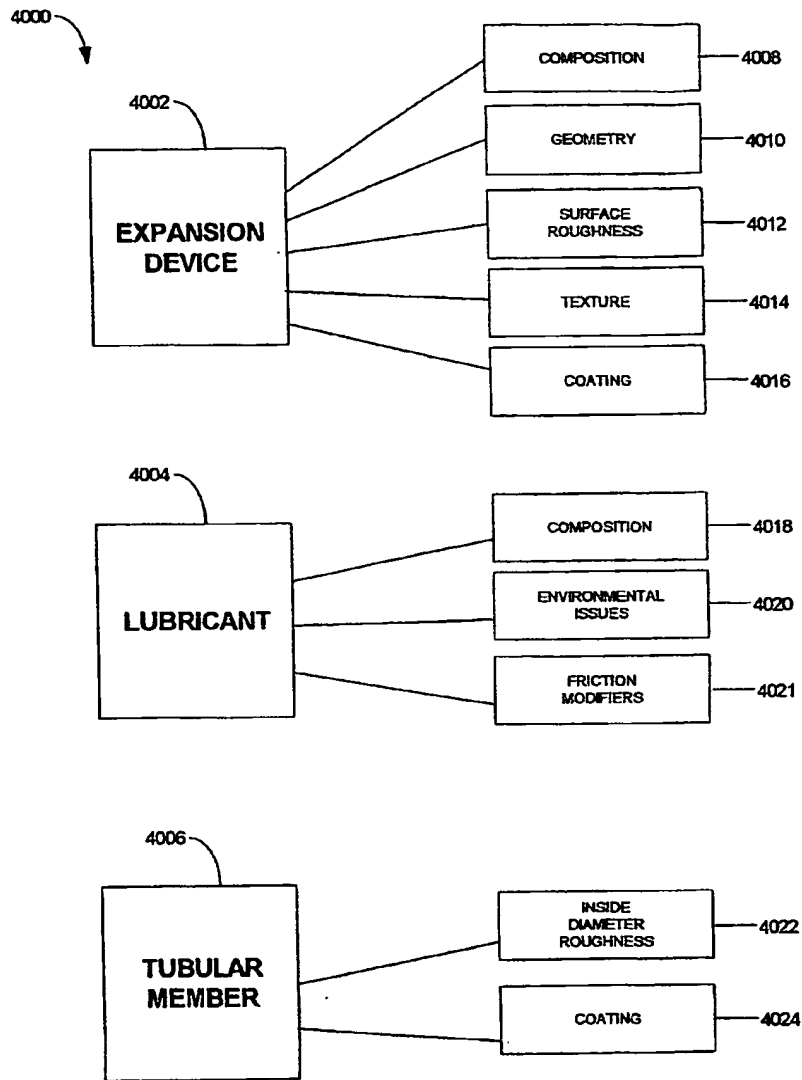 4000
4002
EXPANSION
DEVICE
COMPOSITION
4008
GEOMETRY
4010
SURFACE
ROUGHNESS
4012
TEXTURE
4014
COATING
4016
4004
LUBRICANT
COMPOSITION
4018
ENVIRONMENTAL
ISSUES
4020
FRICTION
MODIFIERS
4021
4006
TUBULAR
MEMBER
INSIDE
DIAMETER
ROUGHNESS
4022
COATING
4024